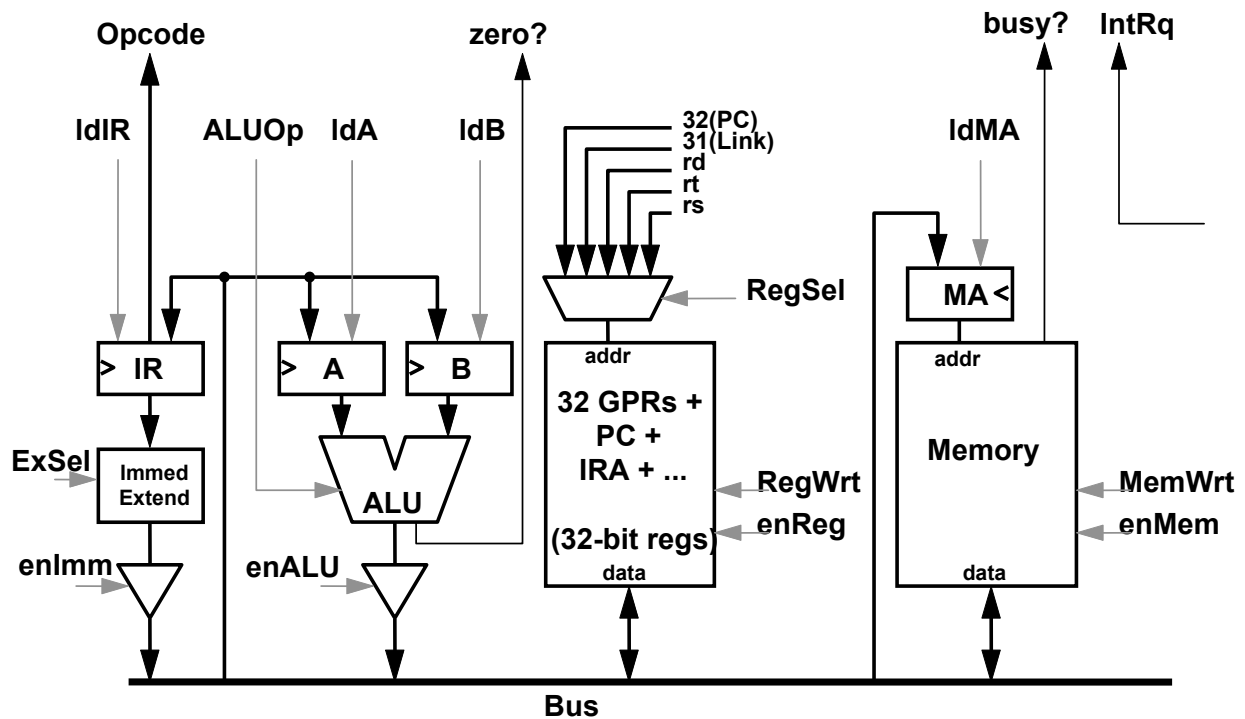 Opcode
zero?
busy?
IntRq
ldIR
ALUOp
ldA
ldB
32(PC)
31(Link)
rd
rt
rs
ldMA
RegSel
MA <
> IR
> A
> B
addr
addr
32 GPRs +
PC +
IRA + ...
(32-bit regs)
data
Memory
data
ExSel
Immed
Extend
ALU
RegWrt
MemWrt
enReg
enMem
enImm
enALU
Bus